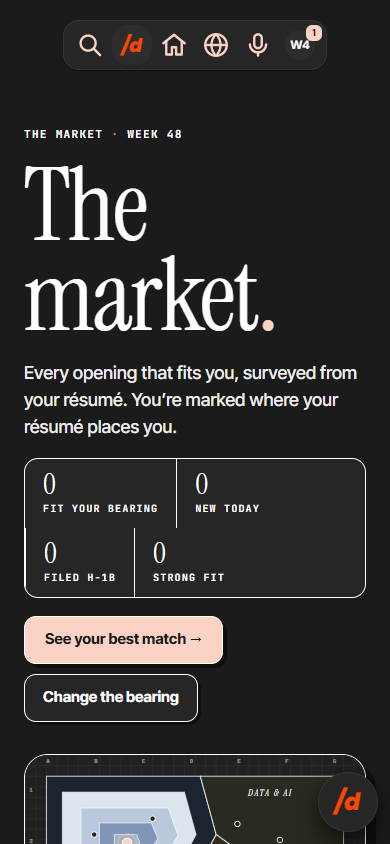 /d
W4
1
THE MARKET · WEEK 48
The
market.
Every opening that fits you, surveyed from
your résumé. You’re marked where your
résumé places you.
0
FIT YOUR BEARING
0
NEW TODAY
0
FILED H-1B
0
STRONG FIT
See your best match →
Change the bearing
A B C D E F G
1
DATA & AI
2
/d